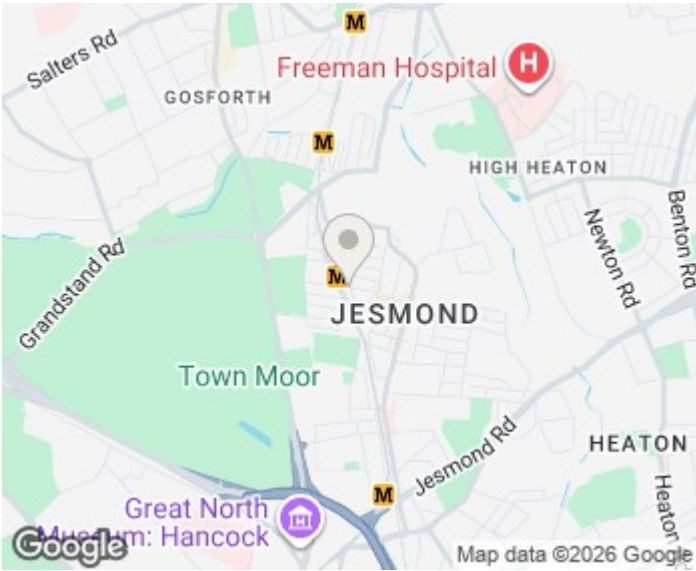 M
Salters Rd
Freeman Hospital
H
GOSFORTH
M
HIGH HEATON
Benton Rd
Newton Rd
Grandstand Rd
M
JESMOND
Town Moor
Jesmond Rd
HEATON
M
Heaton
Great North
Museum: Hancock
Google
Map data ©2026 Google